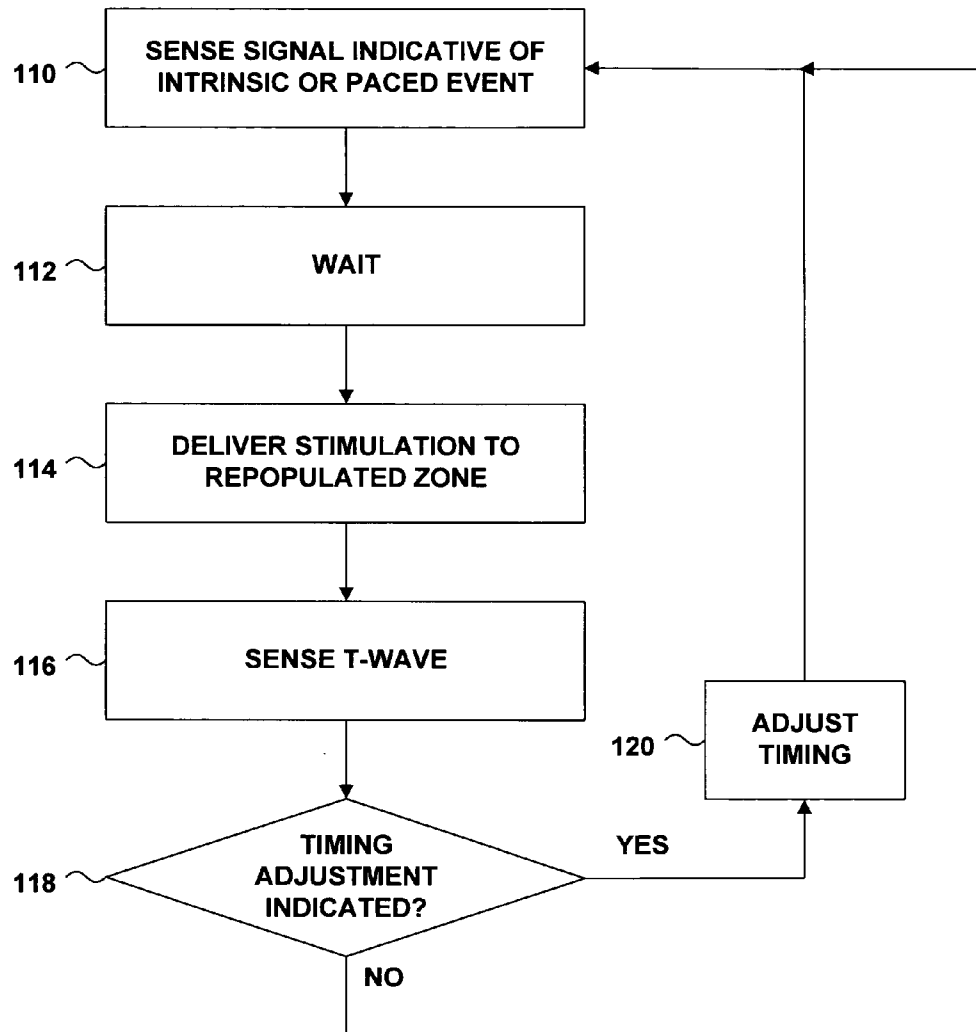 110
SENSE SIGNAL INDICATIVE OF
INTRINSIC OR PACED EVENT
112
WAIT
114
DELIVER STIMULATION TO
REPOPULATED ZONE
116
SENSE T-WAVE
118
TIMING
ADJUSTMENT
INDICATED?
YES
NO
120
ADJUST
TIMING